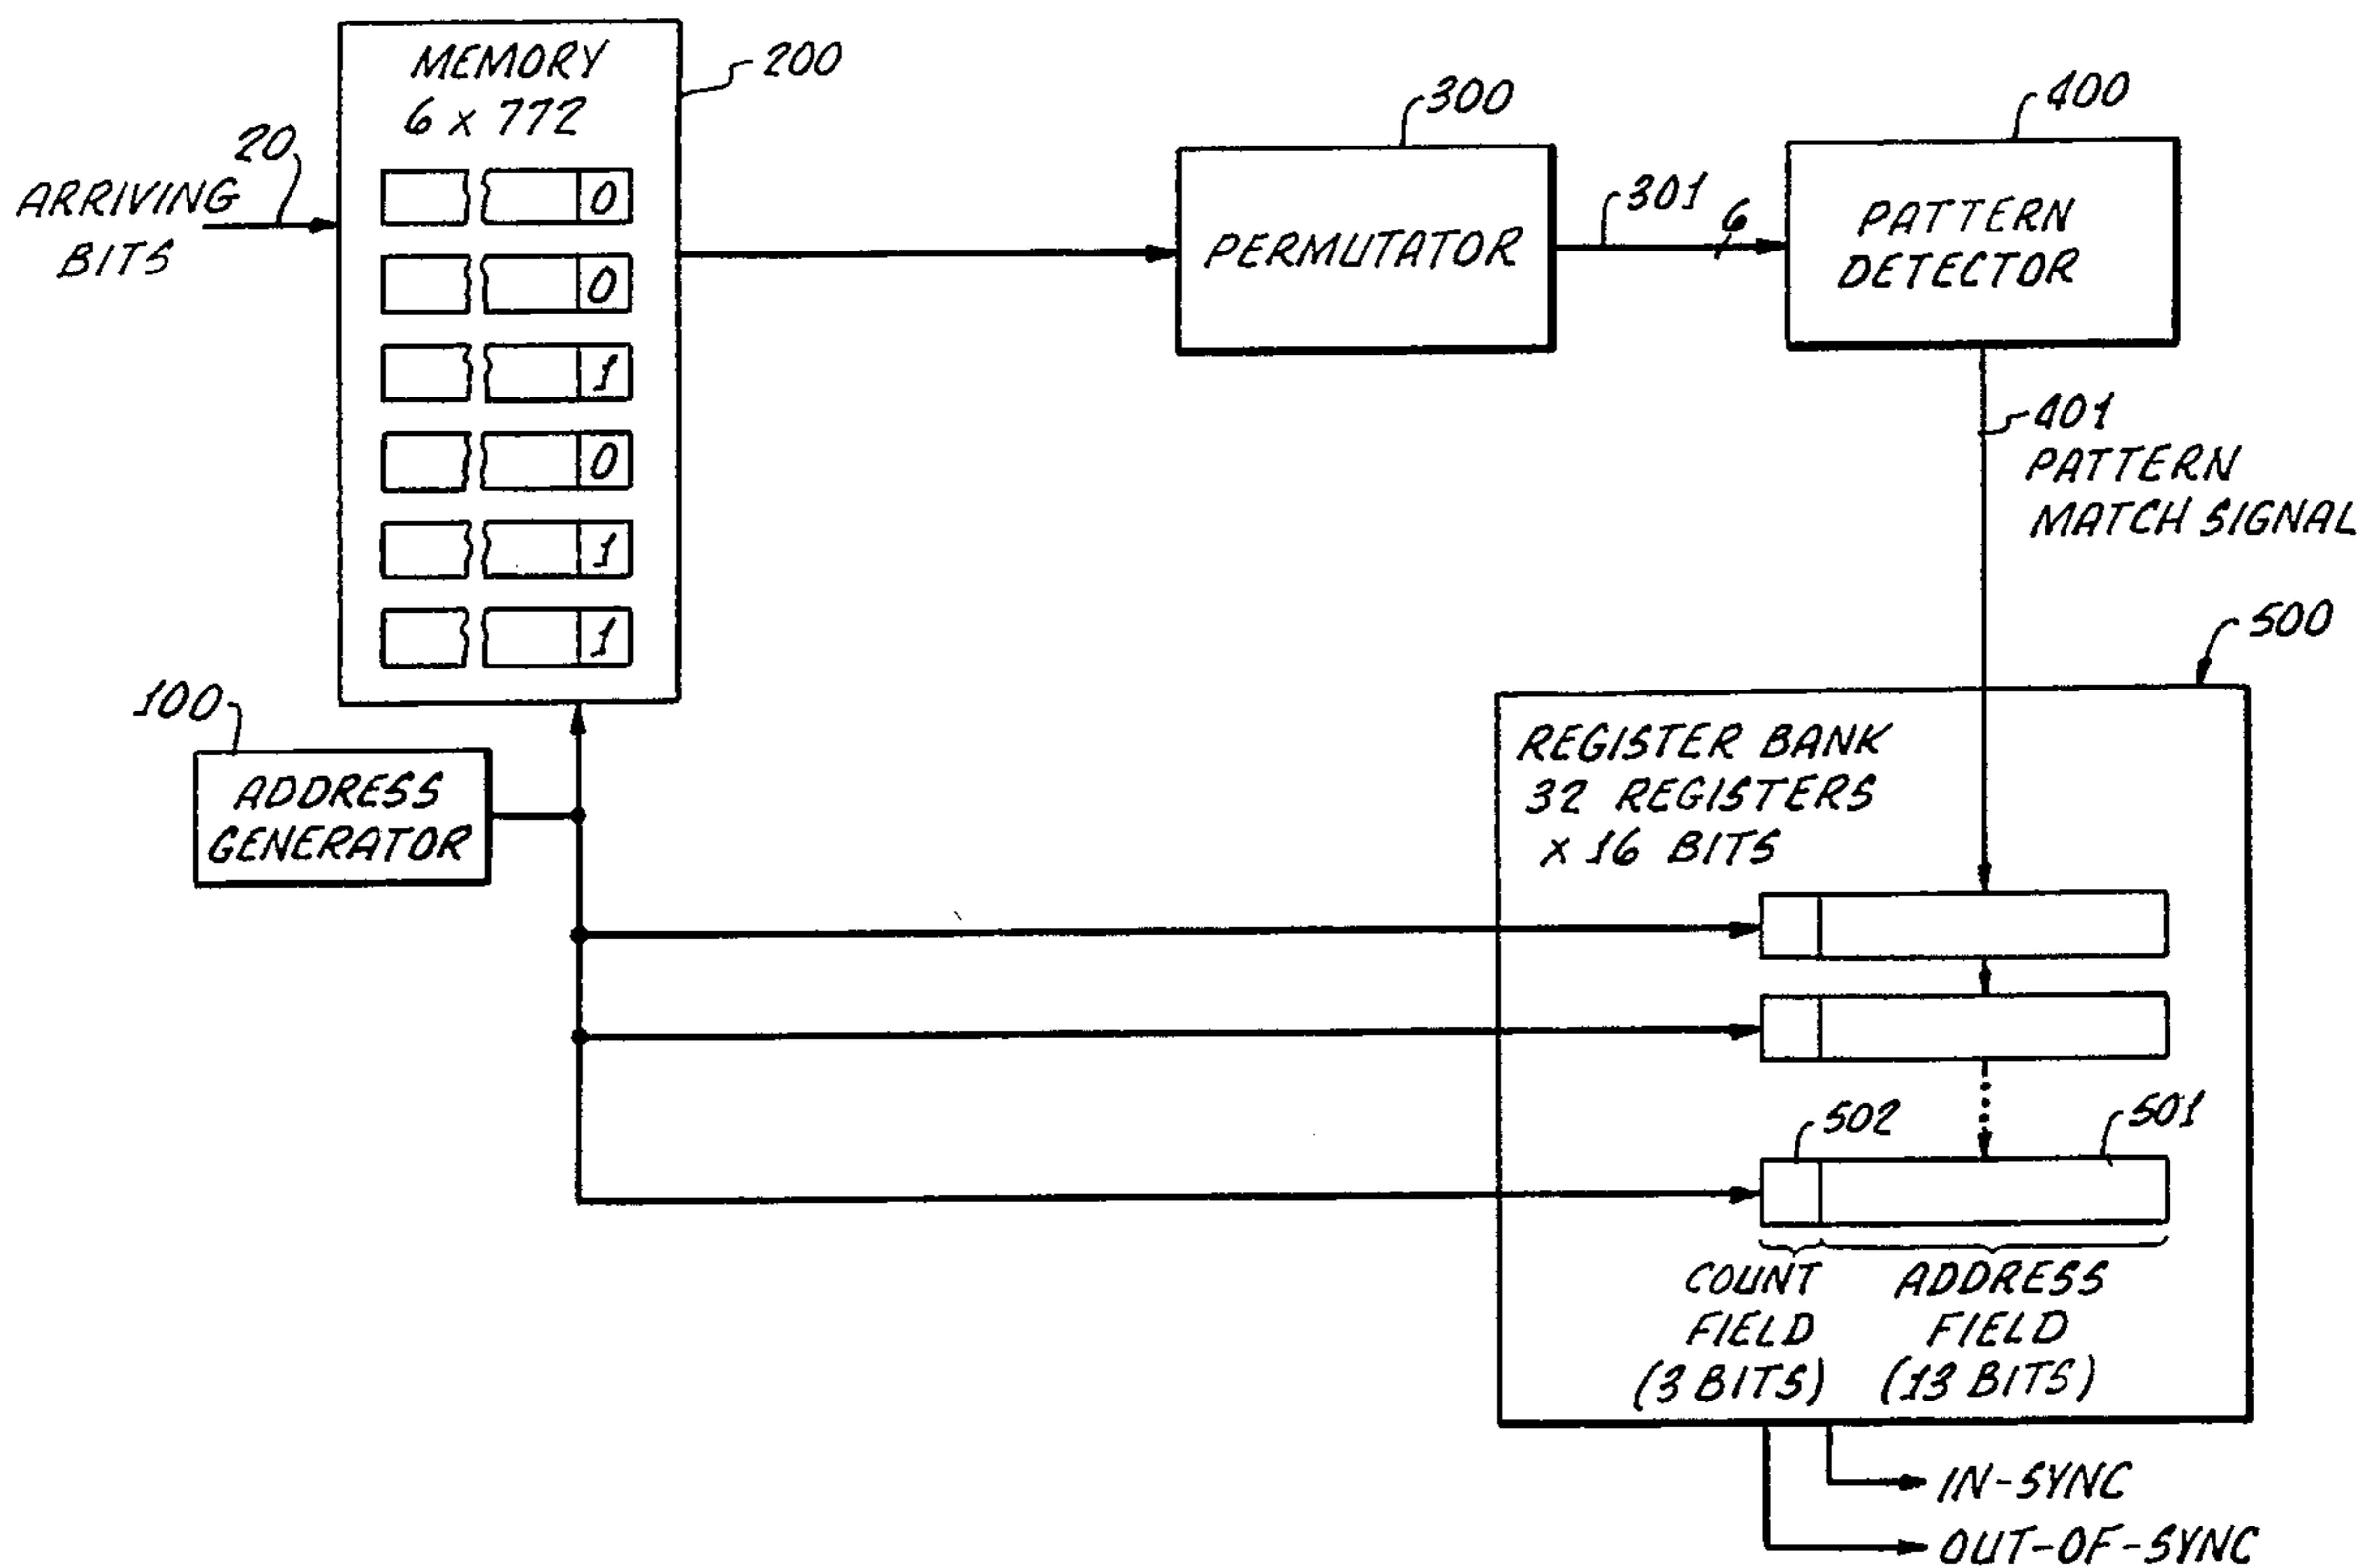 MEMORY
6 x 772
200
20
ARRIVING
BITS
0
0
1
0
1
1
300
PERMUTATOR
301
6
400
PATTERN
DETECTOR
401
PATTERN
MATCH SIGNAL
100
ADDRESS
GENERATOR
500
REGISTER BANK
32 REGISTERS
x 16 BITS
502
501
COUNT
FIELD
(3 BITS)
ADDRESS
FIELD
(13 BITS)
IN-SYNC
OUT-OF-SYNC